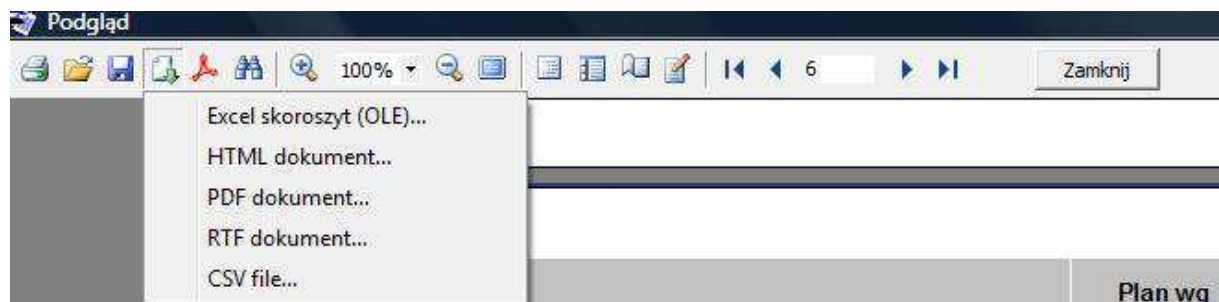 Podgląd
100% 6 Zamknij
Excel skoroszyt (OLE)...
HTML dokument...
PDF dokument...
RTF dokument...
CSV file...
Plan wg